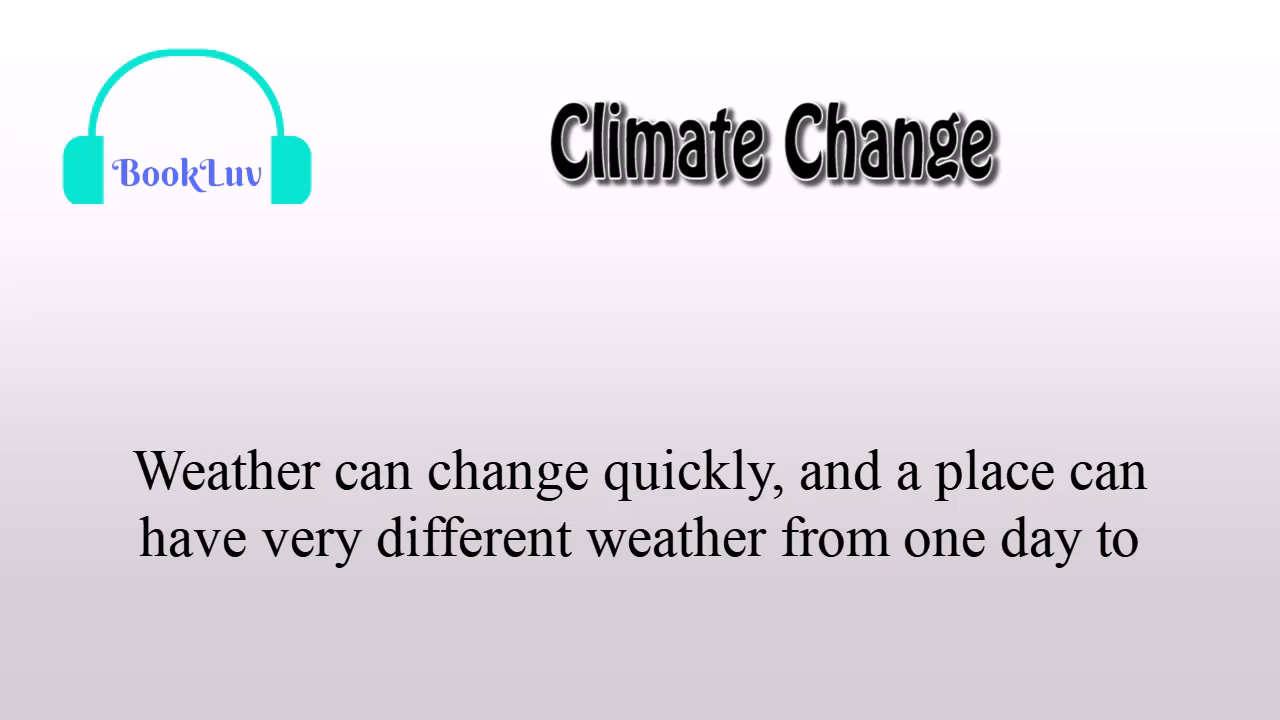 BookLuv
Climate Change
Weather can change quickly, and a place can
have very different weather from one day to